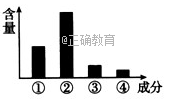 含量
@正确教育
① ② ③ ④ 成分